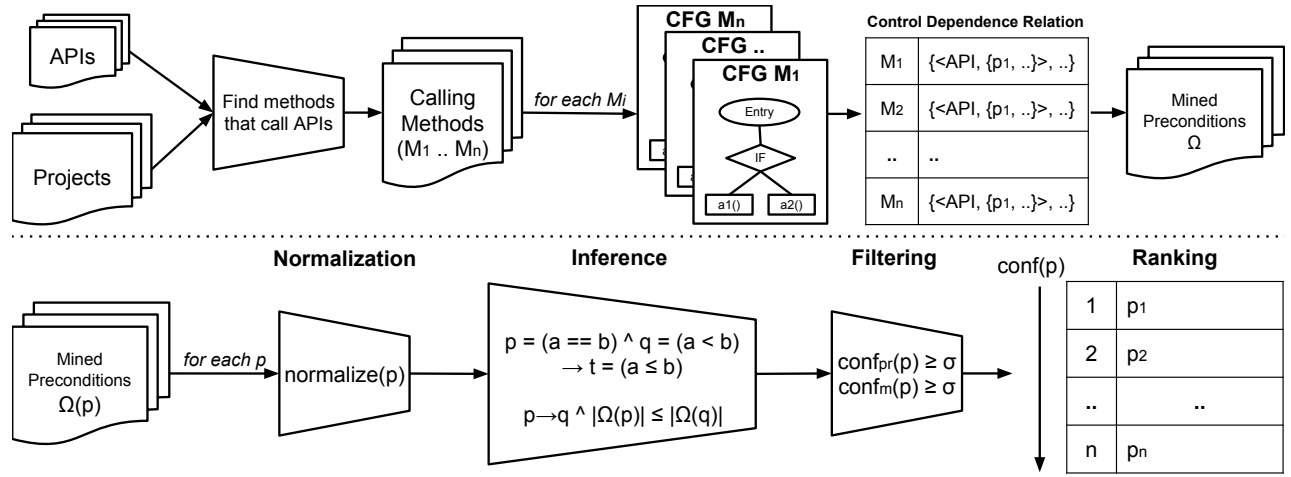 APIs
Projects
Find methods
that call APIs
Calling
Methods
(M1 .. Mn)
for each Mi
CFG Mn
CFG ..
CFG M1
Entry
IF
a1()
a2()
Control Dependence Relation
M1 {<API, {p1, ..}>, ..}
M2 {<API, {p1, ..}>, ..}
.. ..
Mn {<API, {p1, ..}>, ..}
Mined
Preconditions
Ω
Normalization
Inference
Filtering
conf(p)
Ranking
Mined
Preconditions
Ω(p)
for each p
normalize(p)
p = (a == b) ^ q = (a < b)
→ t = (a ≤ b)
p→q ^ |Ω(p)| ≤ |Ω(q)|
confpr(p) ≥ σ
confm(p) ≥ σ
1 p1
2 p2
.. ..
n pn